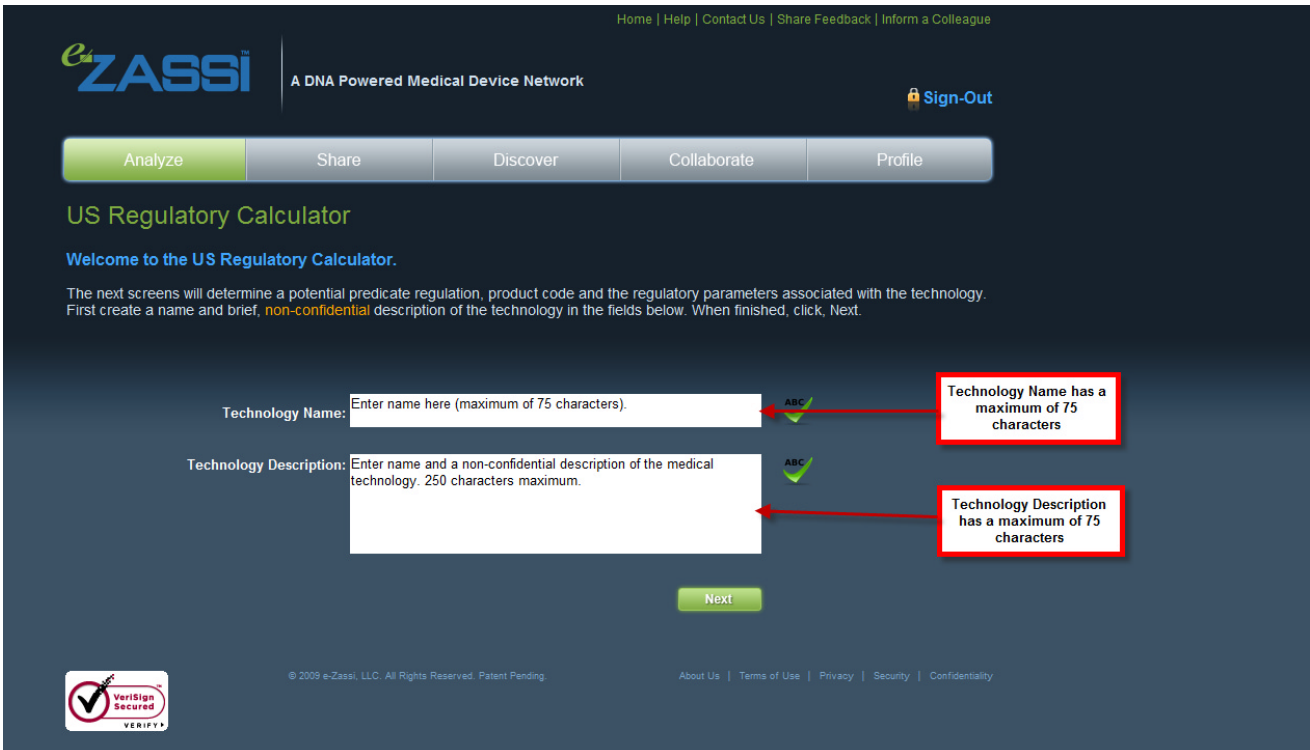 Home | Help | Contact Us | Share Feedback | Inform a Colleague
e-ZASSI™
A DNA Powered Medical Device Network
Sign-Out
Analyze Share Discover Collaborate Profile
US Regulatory Calculator
Welcome to the US Regulatory Calculator.
The next screens will determine a potential predicate regulation, product code and the regulatory parameters associated with the technology.
First create a name and brief, non-confidential description of the technology in the fields below. When finished, click, Next.
Technology Name: Enter name here (maximum of 75 characters).
ABC
Technology Name has a
maximum of 75
characters
Technology Description: Enter name and a non-confidential description of the medical
technology. 250 characters maximum.
ABC
Technology Description
has a maximum of 75
characters
Next
VeriSign
Secured
VERIFY
© 2009 e-Zassi, LLC. All Rights Reserved. Patent Pending.
About Us | Terms of Use | Privacy | Security | Confidentiality